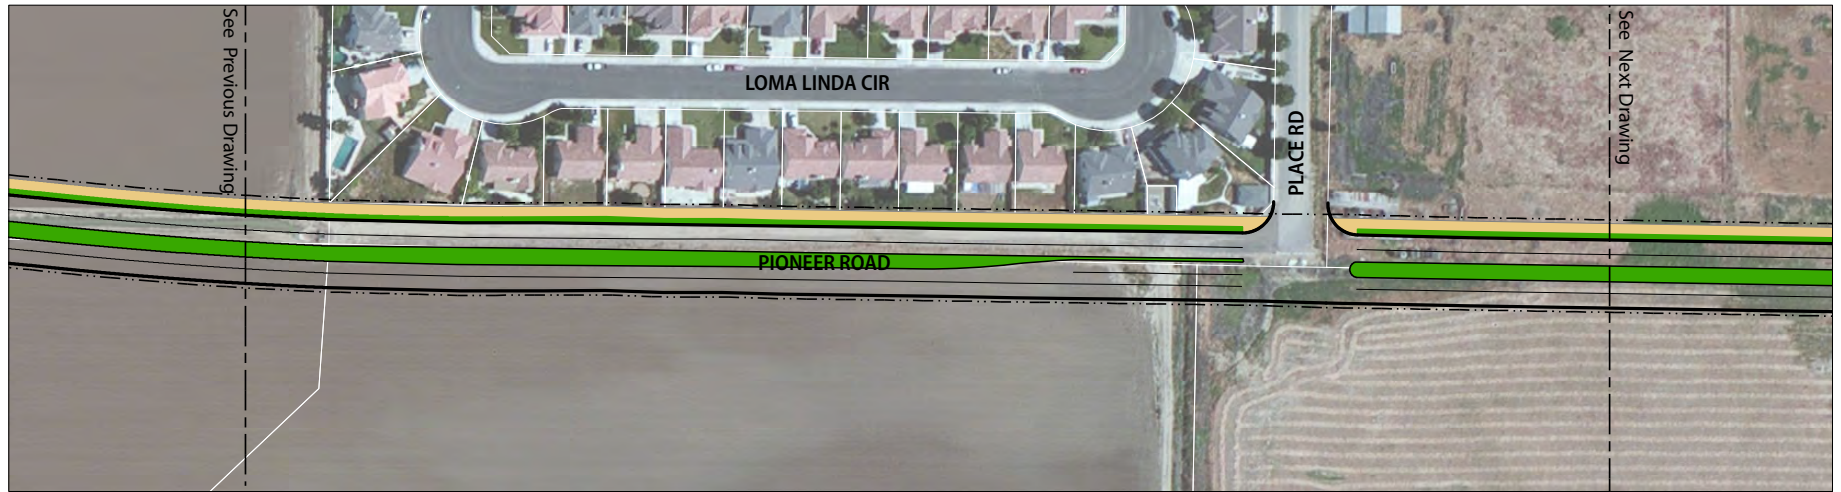 See Previous Drawing
LOMA LINDA CIR
PLACE RD
See Next Drawing
PIONEER ROAD